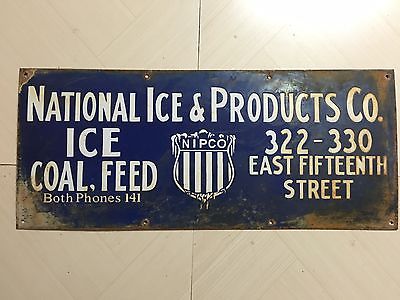 NATIONAL ICE & PRODUCTS CO.
ICE
COAL, FEED
Both Phones 141
NIPCO
322-330
EAST FIFTEENTH
STREET